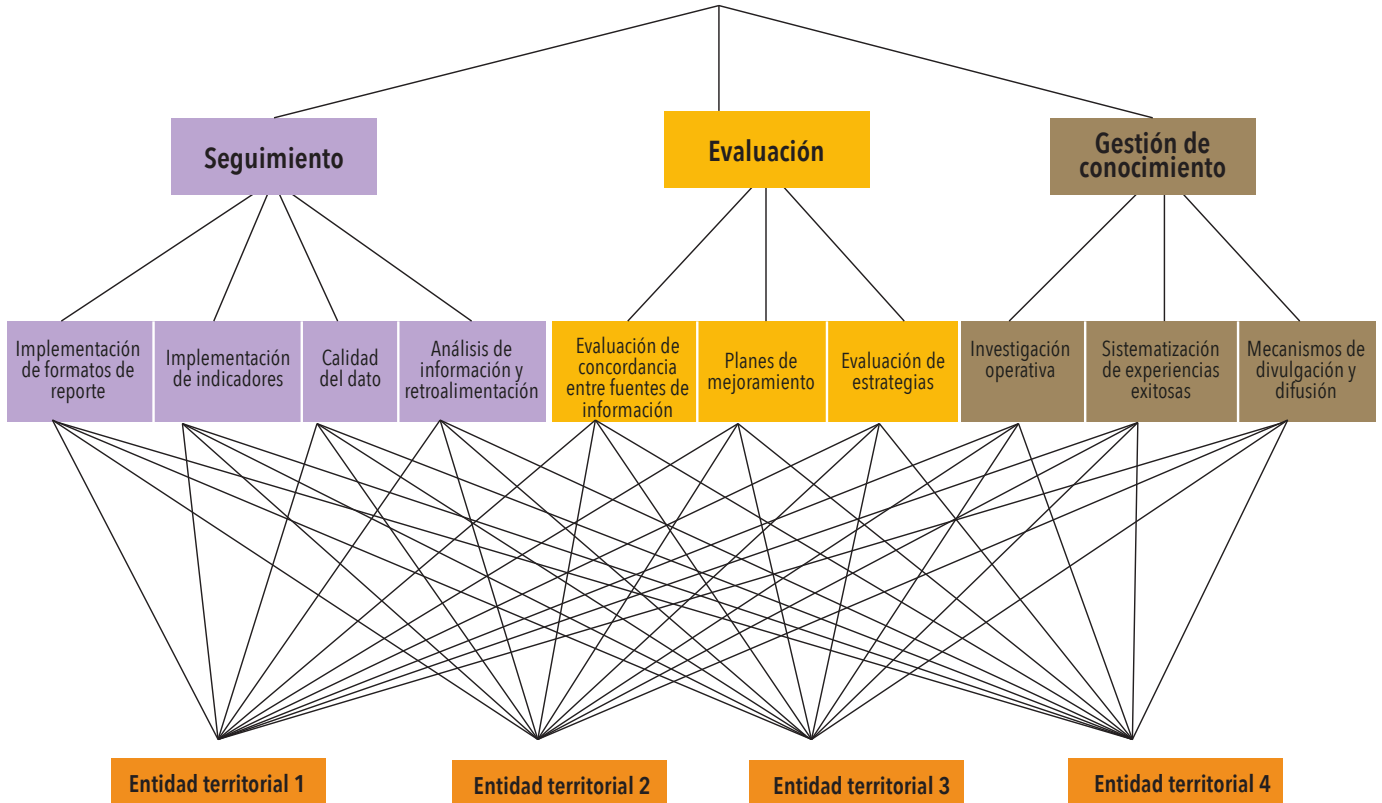 Seguimiento
Evaluación
Gestión de
conocimiento
Implementación
de formatos de
reporte
Implementación
de indicadores
Calidad
del dato
Análisis de
información y
retroalimentación
Evaluación de
concordancia
entre fuentes de
información
Planes de
mejoramiento
Evaluación de
estrategias
Investigación
operativa
Sistematización
de experiencias
exitosas
Mecanismos de
divulgación y
difusión
Entidad territorial 1
Entidad territorial 2
Entidad territorial 3
Entidad territorial 4